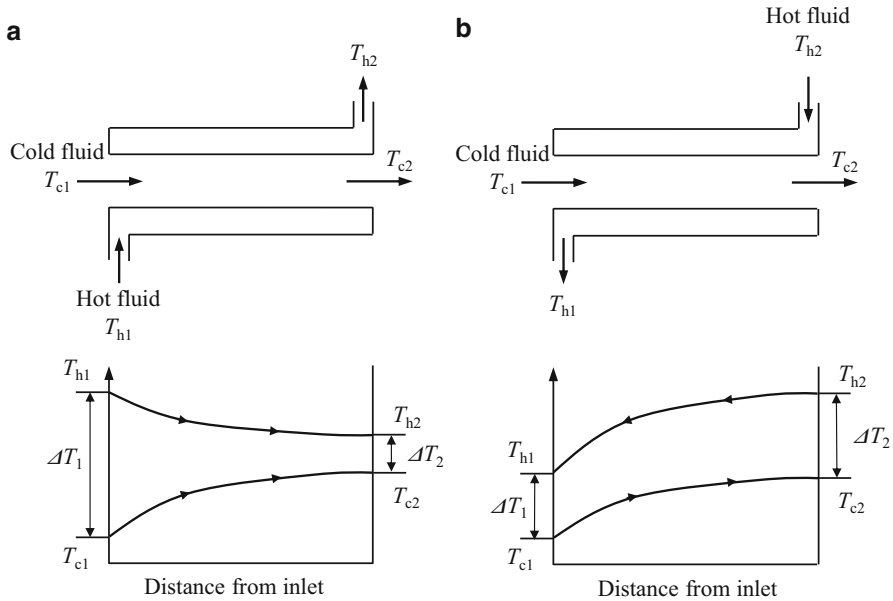 a
T_h2
Cold fluid
T_c1
T_c2
Hot fluid
T_h1
T_h1
T_h2
ΔT_1
ΔT_2
T_c2
T_c1
Distance from inlet
b
Hot fluid
T_h2
Cold fluid
T_c1
T_c2
T_h1
T_h2
T_h1
ΔT_2
ΔT_1
T_c2
T_c1
Distance from inlet